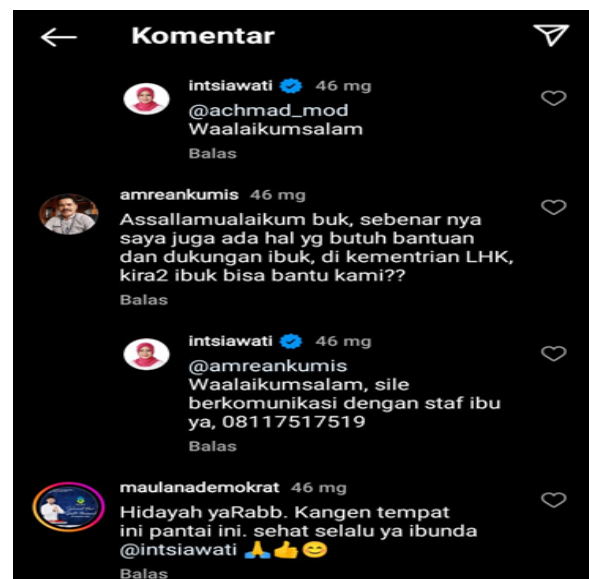 Komentar
intsiawati 46 mg
@achmad_mod
Waalaikumsalam
Balas
amreankumis 46 mg
Assallamualaikum buk, sebenar nya
saya juga ada hal yg butuh bantuan
dan dukungan ibuk, di kementrian LHK,
kira2 ibuk bisa bantu kami??
Balas
intsiawati 46 mg
@amreankumis
Waalaikumsalam, sile
berkomunikasi dengan staf ibu
ya, 08117517519
Balas
maulanademokrat 46 mg
Hidayah yaRabb. Kangen tempat
ini pantai ini. sehat selalu ya ibunda
@intsiawati 🙏👍😊
Balas